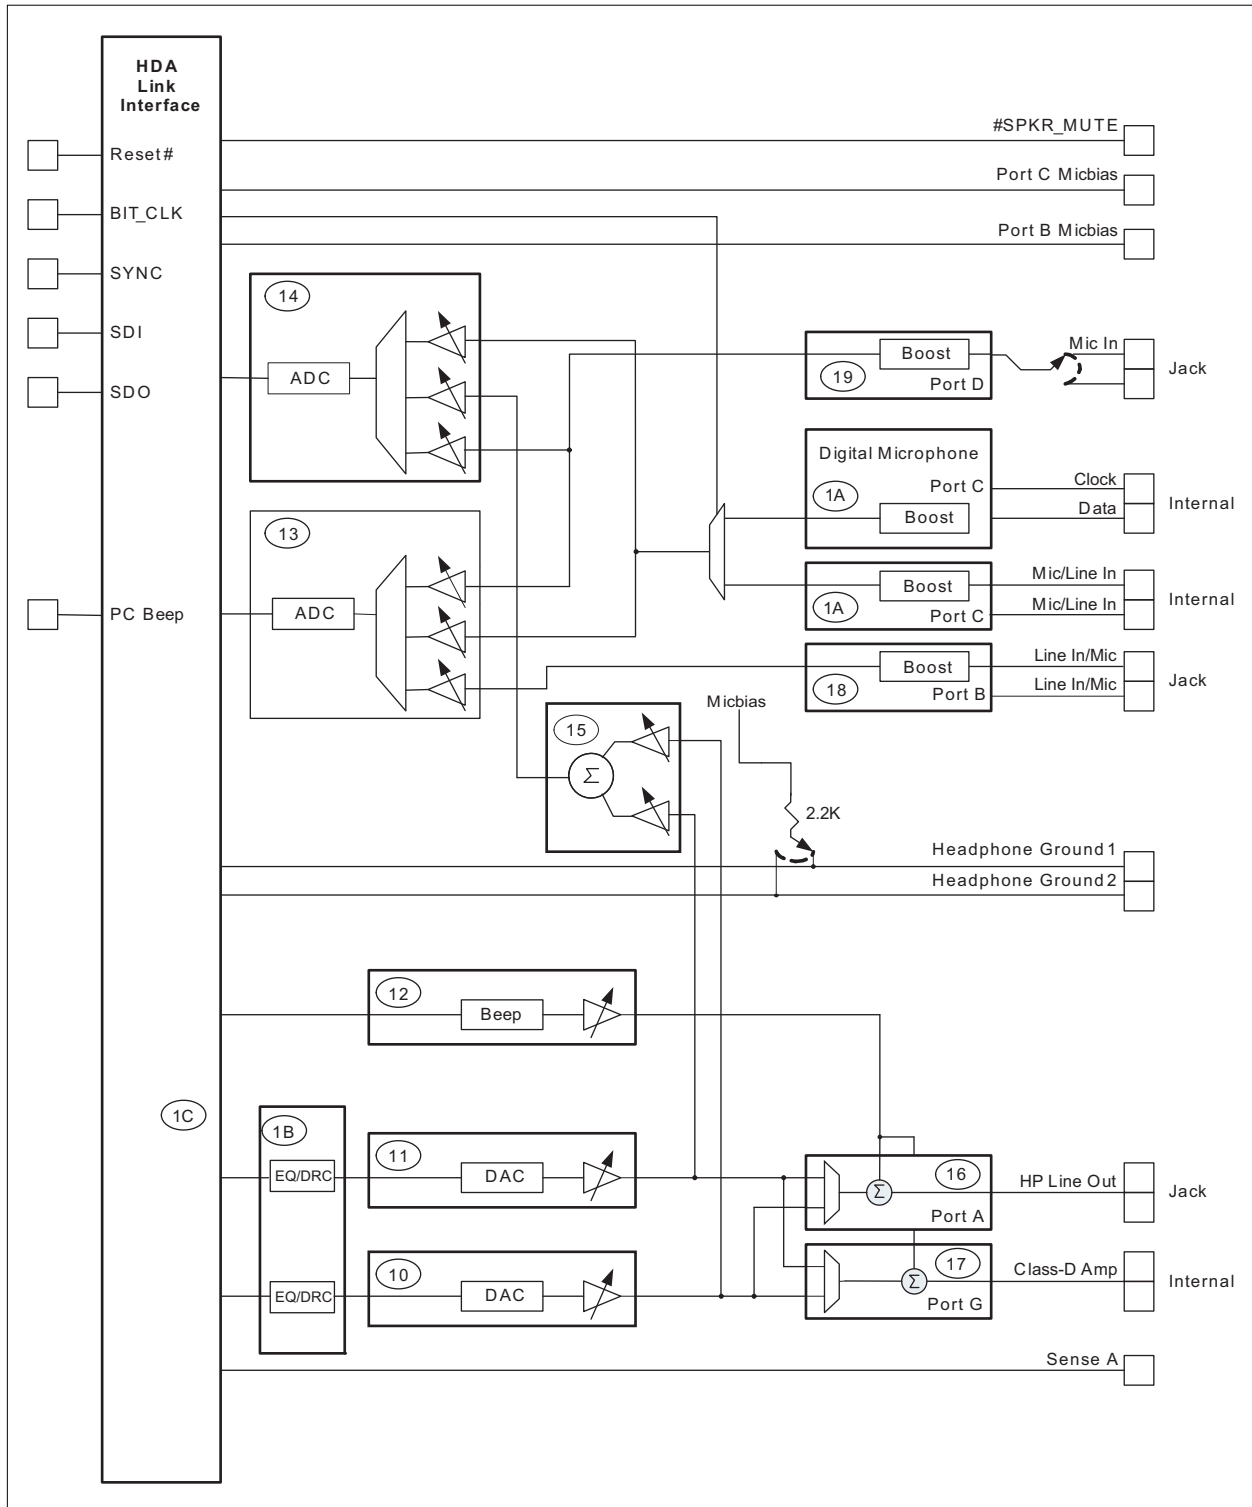 HDA
Link
Interface
#SPKR_MUTE
Reset#
Port C Micbias
BIT_CLK
Port B Micbias
SYNC
14
SDI
Mic In
Boost
ADC
19
Port D
Jack
SDO
Digital Microphone
Port C
Clock
1A
Internal
Boost
Data
13
Mic/Line In
Boost
ADC
1A
Internal
PC Beep
Mic/Line In
Port C
Line In/Mic
Boost
18
Jack
Line In/Mic
Port B
Micbias
15
Σ
2.2K
Headphone Ground 1
Headphone Ground 2
12
Beep
1C
1B
11
16
EQ/DRC
DAC
HP Line Out
Σ
Jack
Port A
17
10
Class-D Amp
Σ
Internal
EQ/DRC
DAC
Port G
Sense A